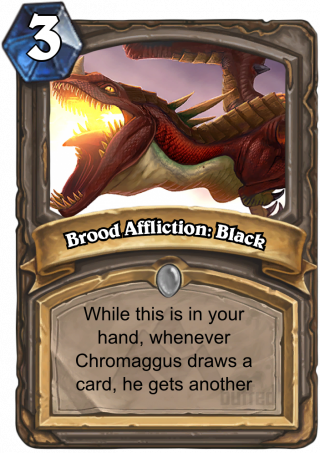 3
Brood Affliction: Black
While this is in your
hand, whenever
Chromaggus draws a
card, he gets another